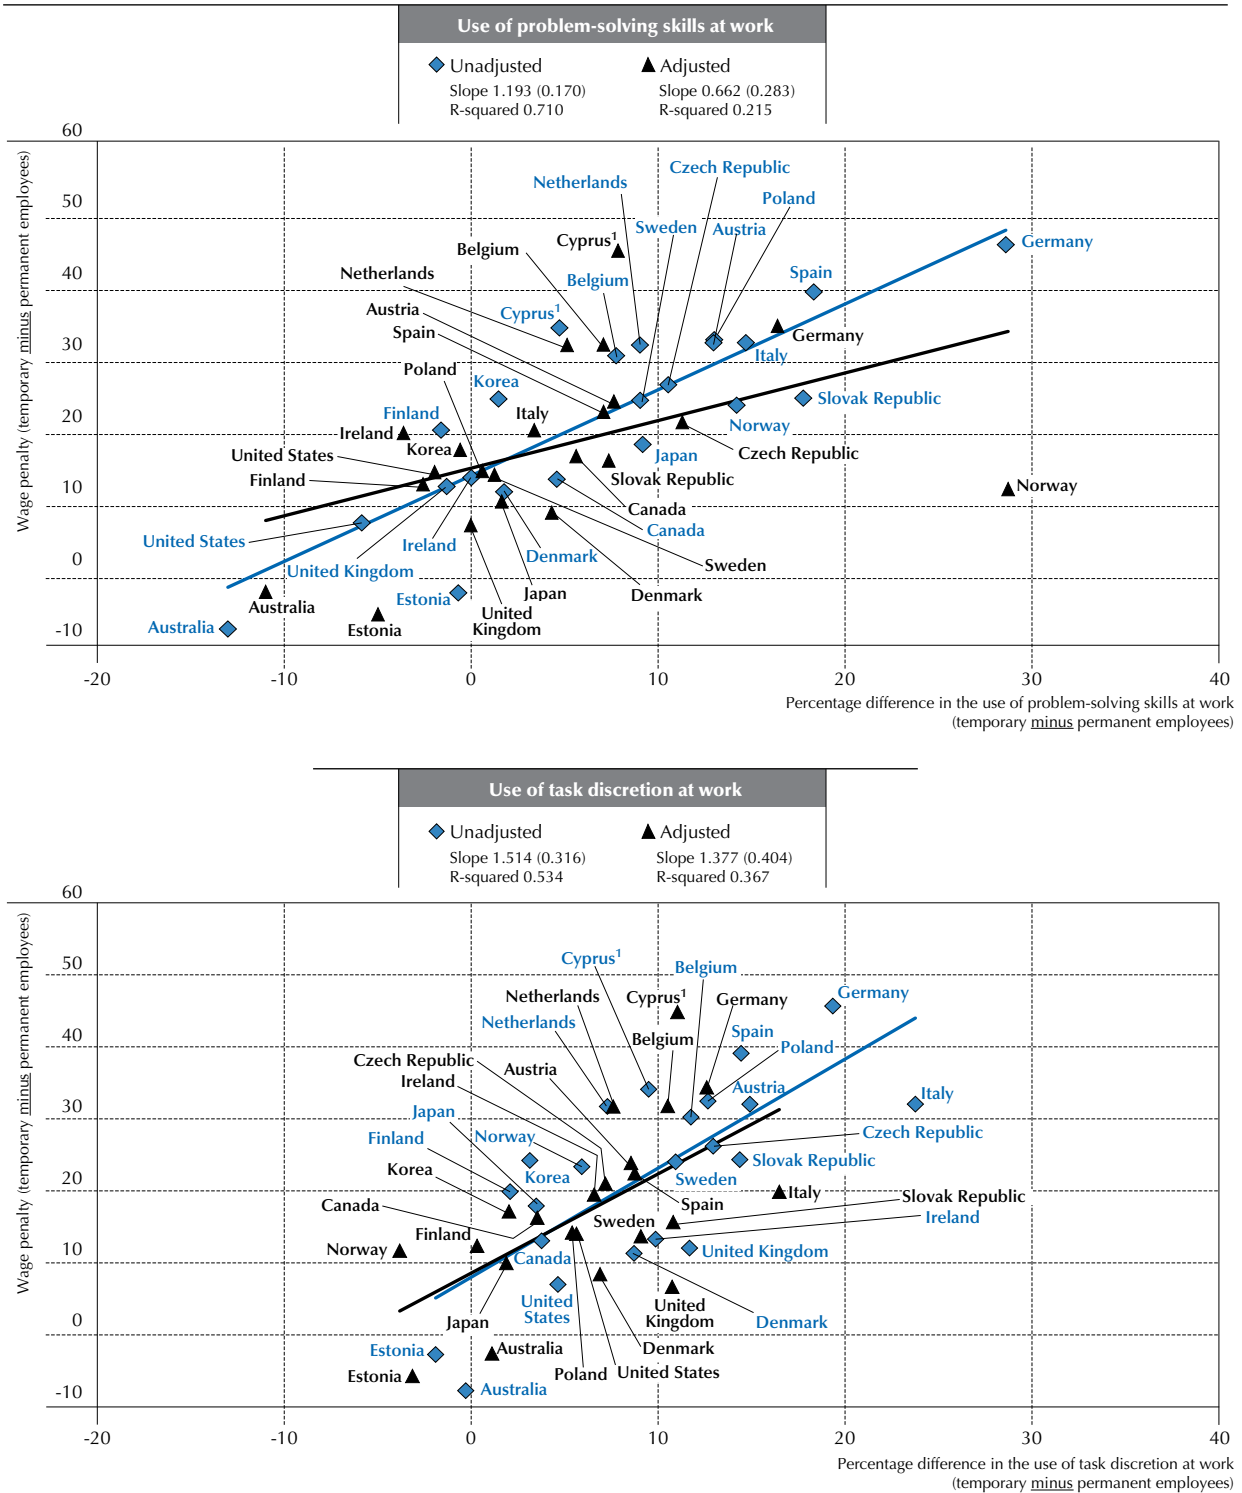 Use of problem-solving skills at work
Unadjusted
Adjusted
Slope 1.193 (0.170)
Slope 0.662 (0.283)
R-squared 0.710
R-squared 0.215
Wage penalty (temporary minus permanent employees)
60
50
40
30
20
10
0
-10
Czech Republic
Netherlands
Poland
Sweden
Austria
Cyprus¹
Belgium
Germany
Netherlands
Belgium
Spain
Austria
Cyprus¹
Spain
Germany
Italy
Poland
Korea
Slovak Republic
Finland
Italy
Norway
Ireland
Korea
Japan
Czech Republic
United States
Slovak Republic
Finland
Norway
Canada
Canada
United States
Ireland
Denmark
Sweden
United Kingdom
Estonia
Japan
Denmark
Australia
United
Kingdom
Australia
Estonia
-20
-10
0
10
20
30
40
Percentage difference in the use of problem-solving skills at work
(temporary minus permanent employees)
Use of task discretion at work
Unadjusted
Adjusted
Slope 1.514 (0.316)
Slope 1.377 (0.404)
R-squared 0.534
R-squared 0.367
Wage penalty (temporary minus permanent employees)
60
50
40
30
20
10
0
-10
Cyprus¹
Belgium
Germany
Netherlands
Cyprus¹
Germany
Netherlands
Belgium
Spain
Poland
Czech Republic
Austria
Ireland
Austria
Italy
Japan
Finland
Norway
Czech Republic
Korea
Korea
Sweden
Slovak Republic
Canada
Spain
Italy
Slovak Republic
Ireland
Finland
Sweden
Norway
Canada
United Kingdom
United
States
United
Kingdom
Japan
Denmark
Estonia
Australia
Denmark
Estonia
Poland
United States
Australia
-20
-10
0
10
20
30
40
Percentage difference in the use of task discretion at work
(temporary minus permanent employees)